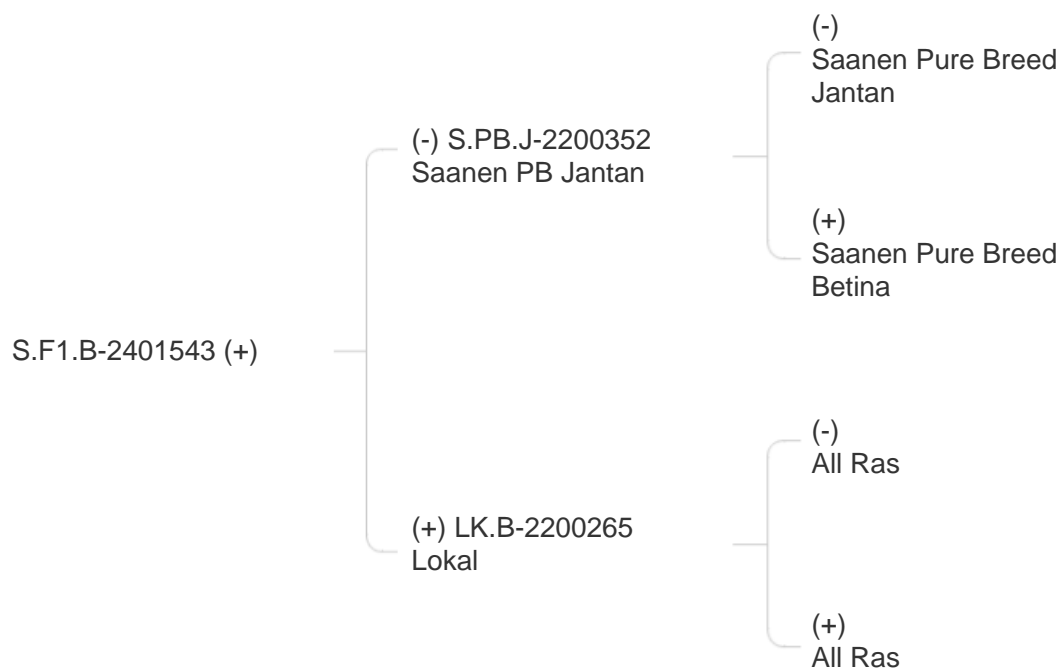 (-)
Saanen Pure Breed
Jantan
(-) S.PB.J-2200352
Saanen PB Jantan
(+)
Saanen Pure Breed
Betina
S.F1.B-2401543 (+)
(-)
All Ras
(+) LK.B-2200265
Lokal
(+)
All Ras